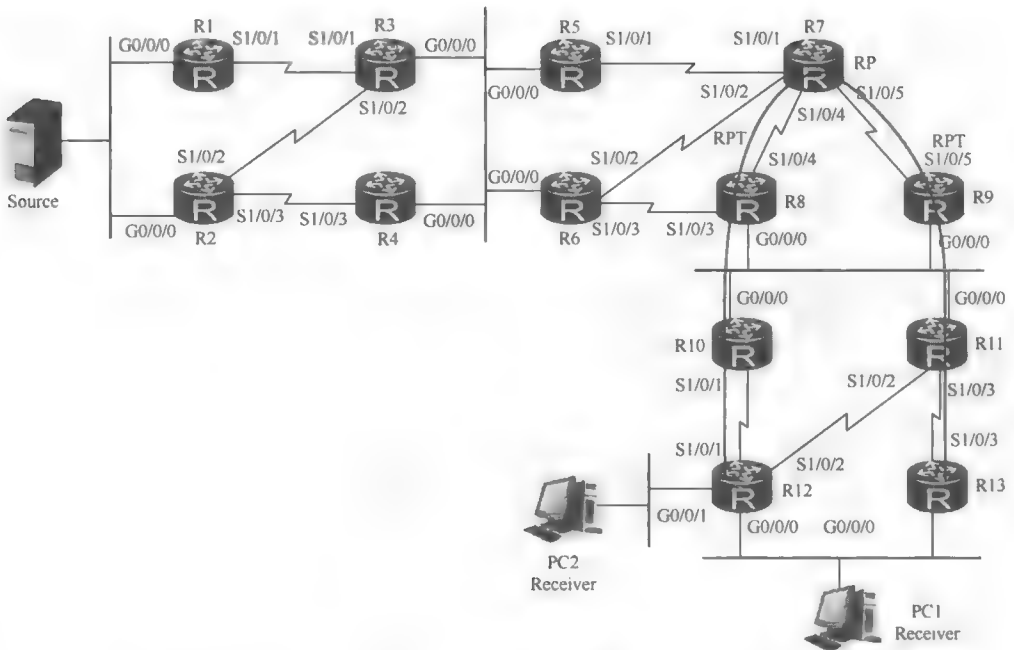 R1 R3 R5 R7
G0/0/0 S1/0/1 S1/0/1 G0/0/0 S1/0/1 S1/0/1 RP
R R R R
G0/0/0 S1/0/2 S1/0/5
S1/0/2 S1/0/4
RPT RPT
S1/0/2 S1/0/2 S1/0/4 S1/0/5
G0/0/0
Source
R R R R8 R R9
G0/0/0 S1/0/3 S1/0/3 G0/0/0 S1/0/3 S1/0/3 G0/0/0 G0/0/0
R2 R4 R6
G0/0/0 G0/0/0
R10 R R R11
S1/0/1 S1/0/2 S1/0/3
S1/0/1 S1/0/2 S1/0/3
R R12 R R13
G0/0/1 G0/0/0 G0/0/0
PC2
Receiver
PC1
Receiver